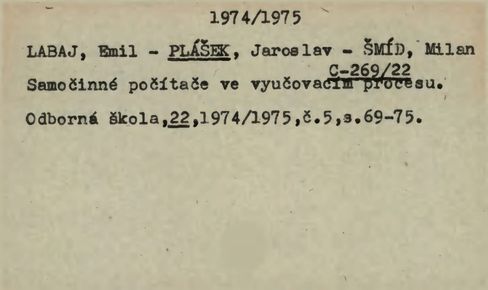 1974/1975
LABAJ, Emil - PLÁŠEK, Jaroslav - ŠMÍD, Milan
C-269/22
Samočinné počítače ve vyučovacím procesu.
Odborná škola,22,1974/1975,č.5,s.69-75.